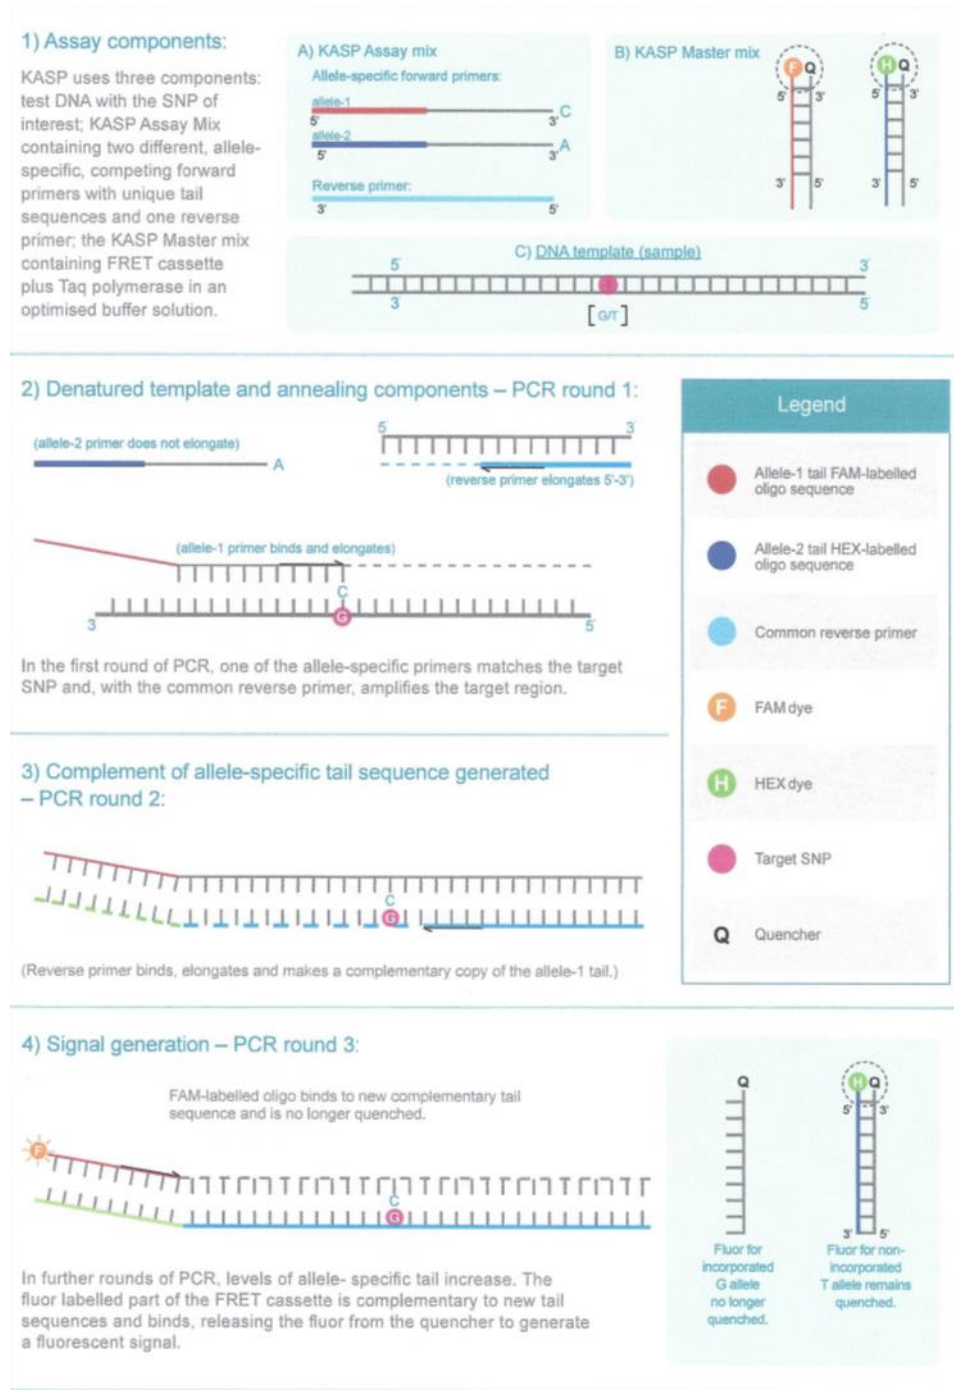 1) Assay components:
KASP uses three components:
test DNA with the SNP of
interest; KASP Assay Mix
containing two different, allele-
specific, competing forward
primers with unique tail
sequences and one reverse
primer; the KASP Master mix
containing FRET cassette
plus Taq polymerase in an
optimised buffer solution.
A) KASP Assay mix
Allele-specific forward primers:
allele-1
5' 3' C
allele-2
5' 3' A
Reverse primer:
3' 5'
B) KASP Master mix
F Q H Q
5' 3' 5' 3'
3' 5' 3' 5'
C) DNA template (sample)
5' 3'
3' 5'
[G/T]
2) Denatured template and annealing components – PCR round 1:
(allele-2 primer does not elongate)
A
5' 3'
(reverse primer elongates 5'-3')
(allele-1 primer binds and elongates)
C
G
3' 5'
In the first round of PCR, one of the allele-specific primers matches the target
SNP and, with the common reverse primer, amplifies the target region.
Legend
Allele-1 tail FAM-labelled
oligo sequence
Allele-2 tail HEX-labelled
oligo sequence
Common reverse primer
F FAM dye
H HEX dye
Target SNP
Q Quencher
3) Complement of allele-specific tail sequence generated
– PCR round 2:
C
G
(Reverse primer binds, elongates and makes a complementary copy of the allele-1 tail.)
4) Signal generation – PCR round 3:
FAM-labelled oligo binds to new complementary tail
sequence and is no longer quenched.
F
C
G
In further rounds of PCR, levels of allele- specific tail increase. The
fluor labelled part of the FRET cassette is complementary to new tail
sequences and binds, releasing the fluor from the quencher to generate
a fluorescent signal.
Q
Fluor for
incorporated
G allele
no longer
quenched.
H Q
5' 3'
3' 5'
Fluor for non-
incorporated
T allele remains
quenched.